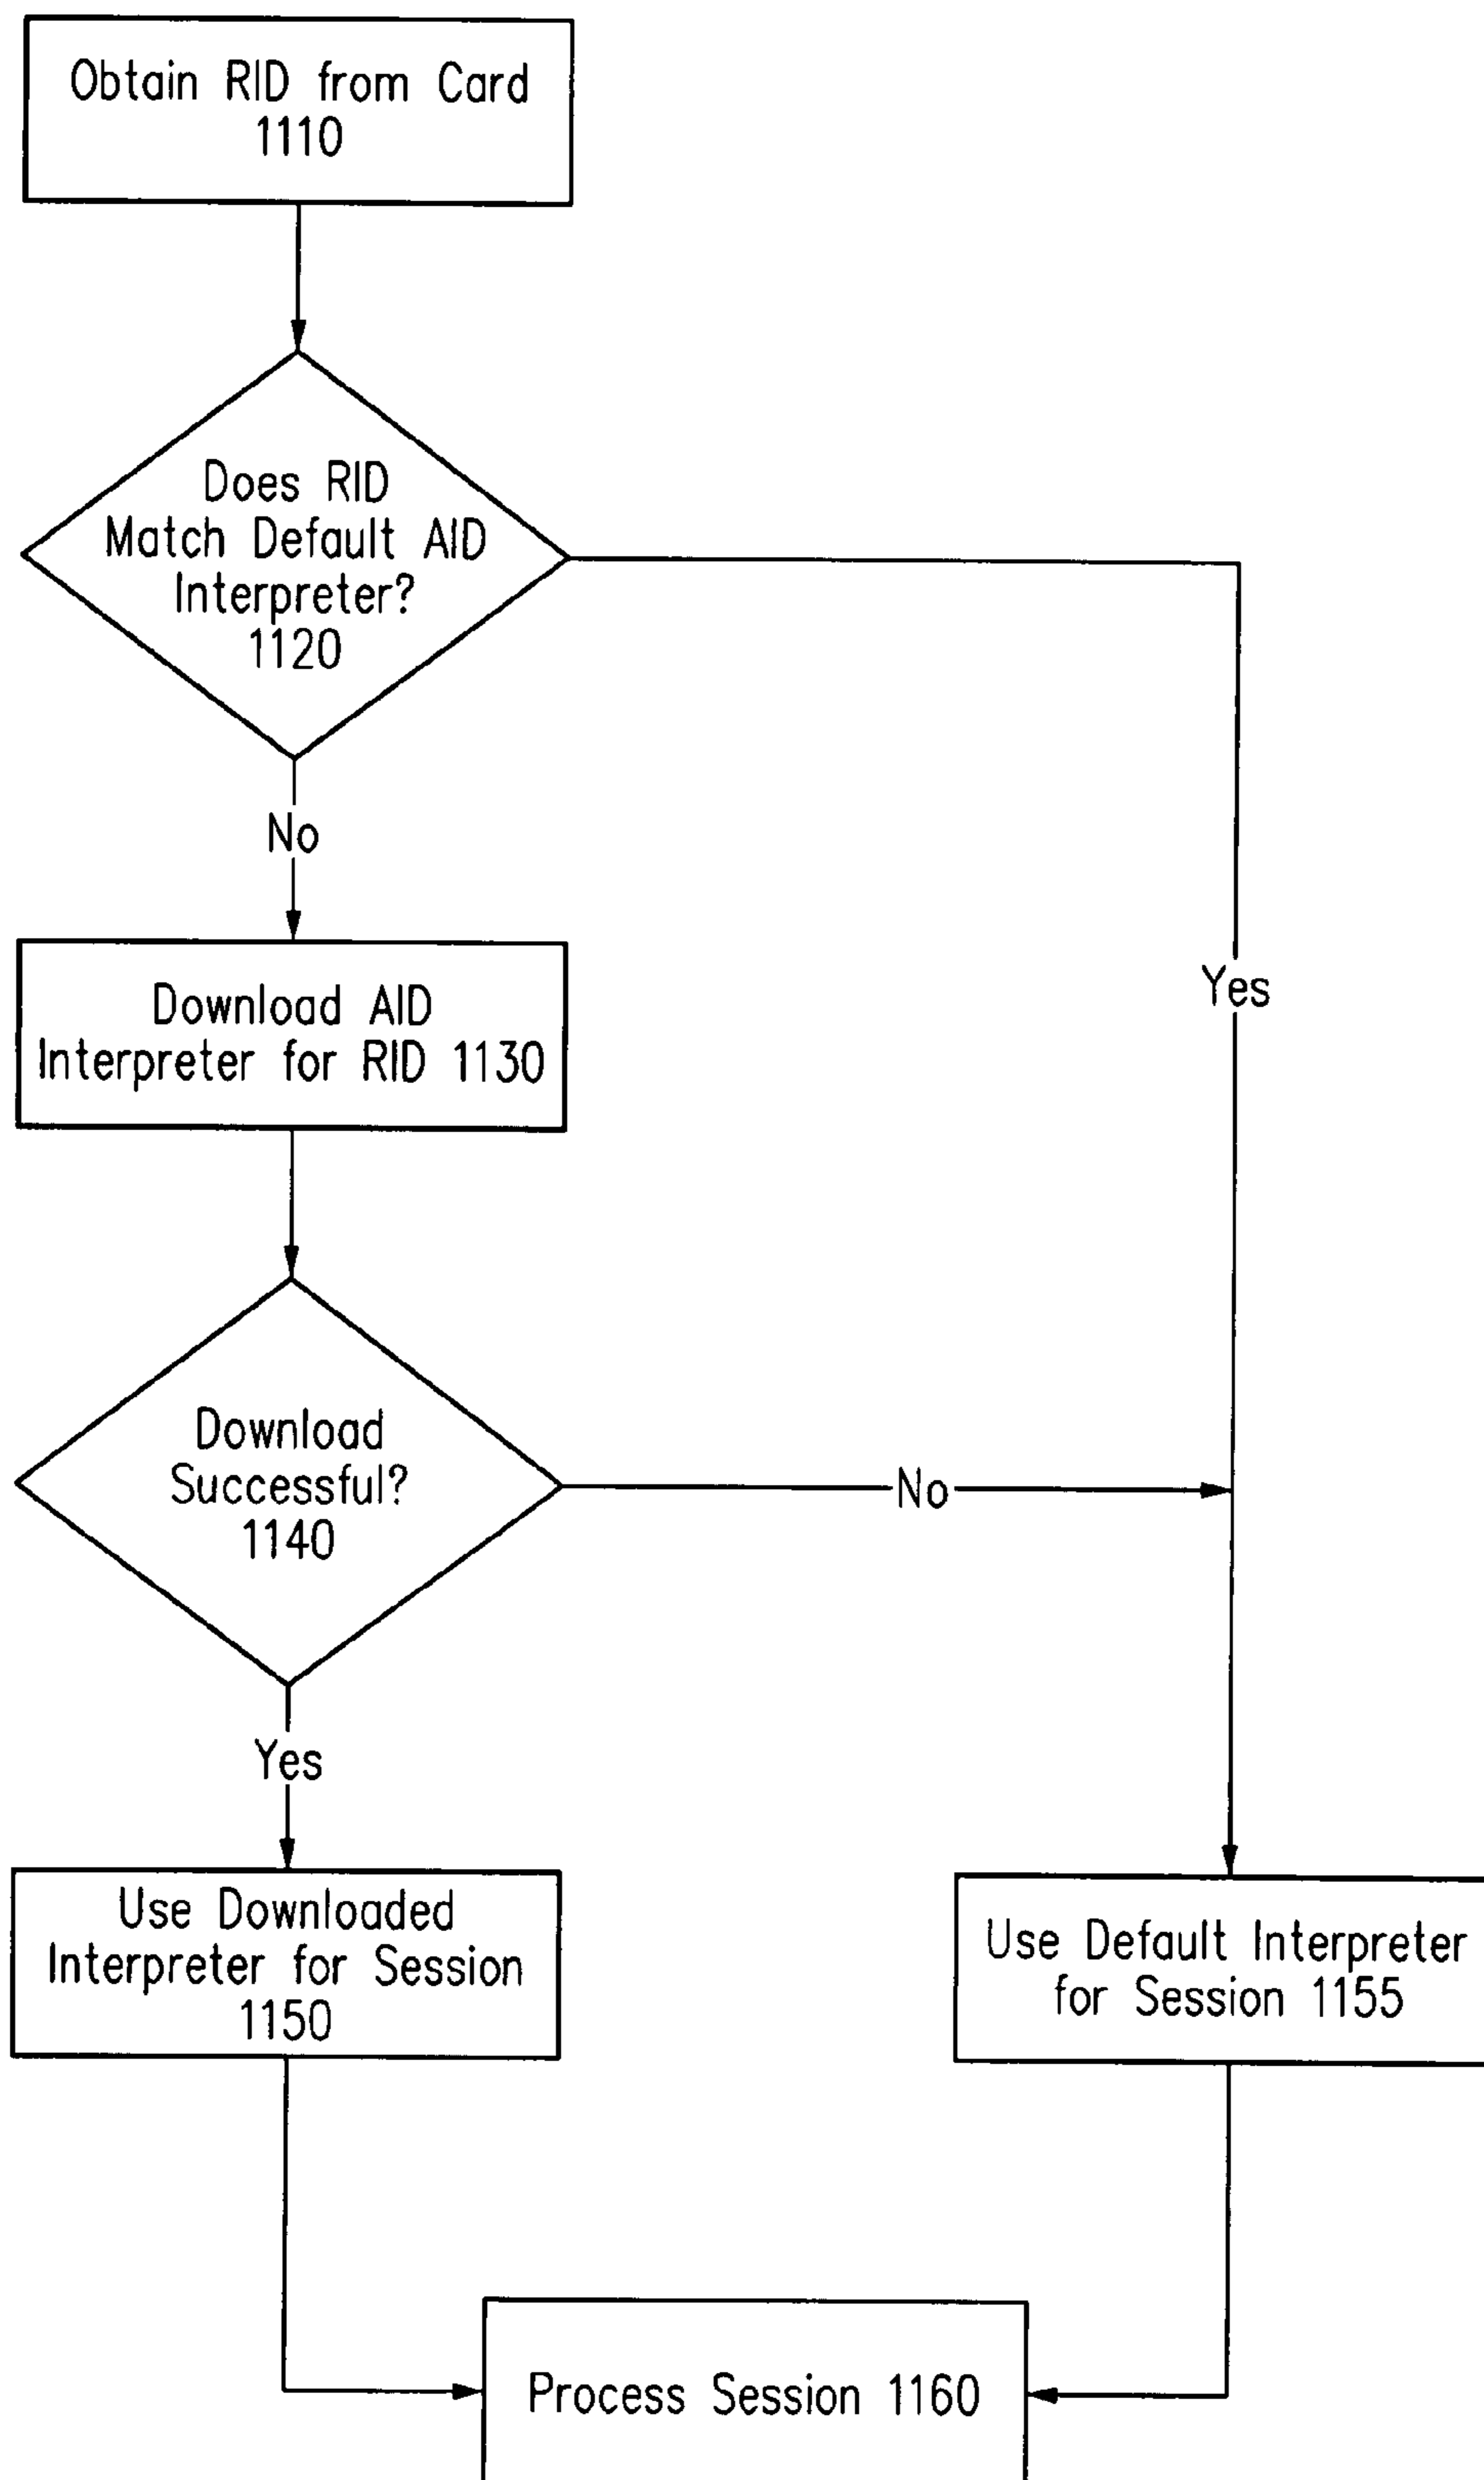 Obtain RID from Card
1110
Does RID
Match Default AID
Interpreter?
1120
No
Yes
Download AID
Interpreter for RID 1130
Download
Successful?
1140
No
Yes
Use Downloaded
Interpreter for Session
1150
Use Default Interpreter
for Session 1155
Process Session 1160